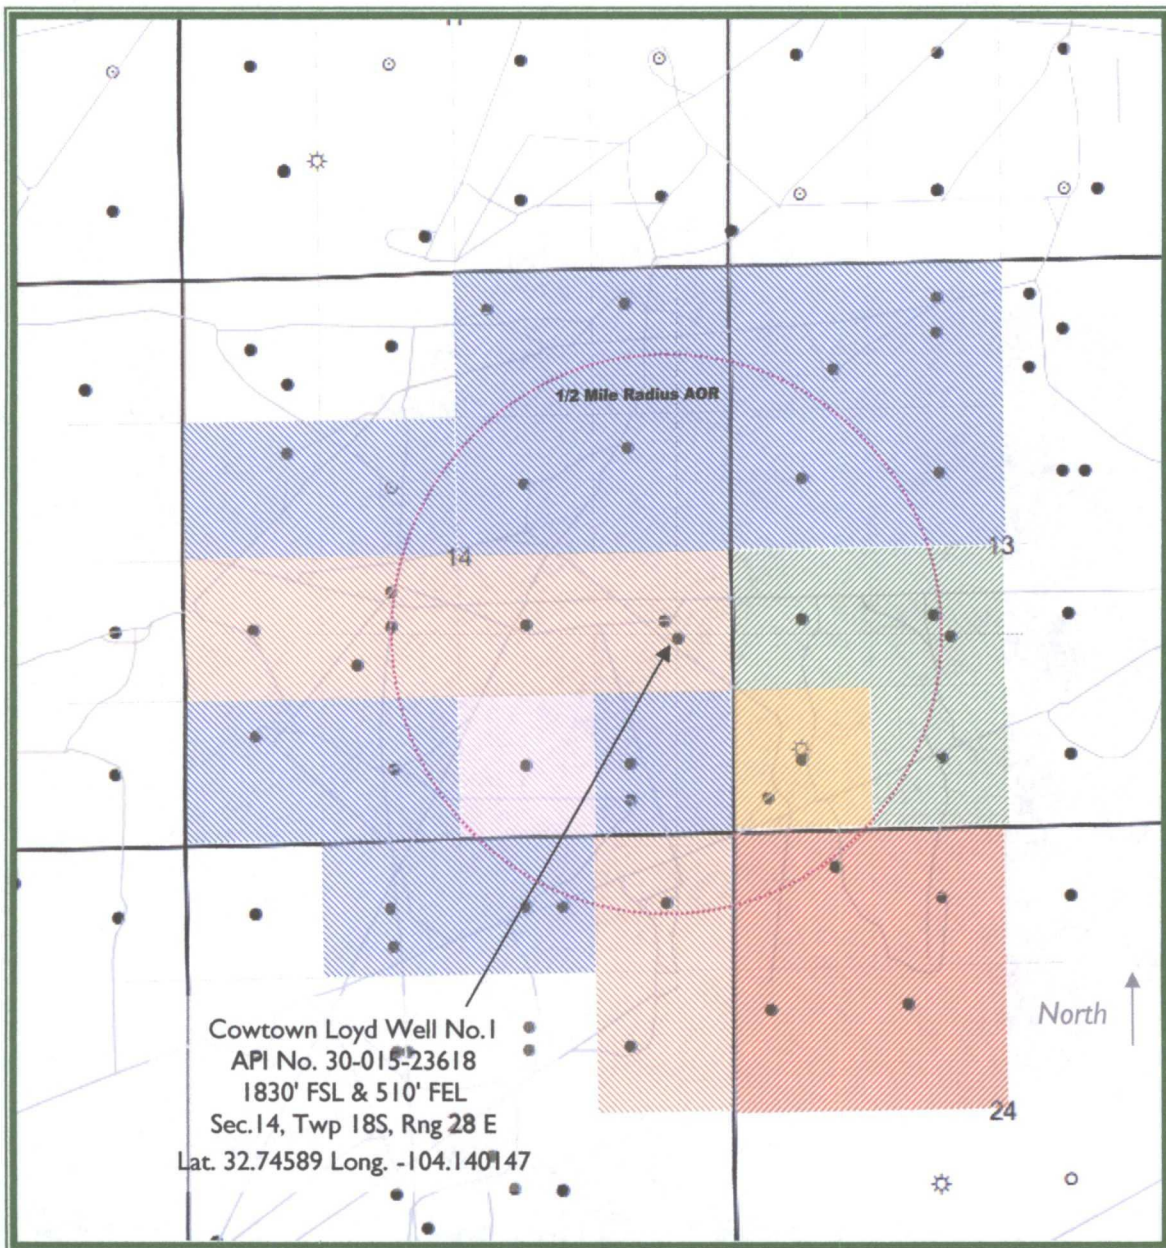 1/2 Mile Radius AOR
14
13
North
Cowtown Loyd Well No.1
API No. 30-015-23618
1830' FSL & 510' FEL
Sec.14, Twp 18S, Rng 28 E
Lat. 32.74589 Long. -104.140147
24